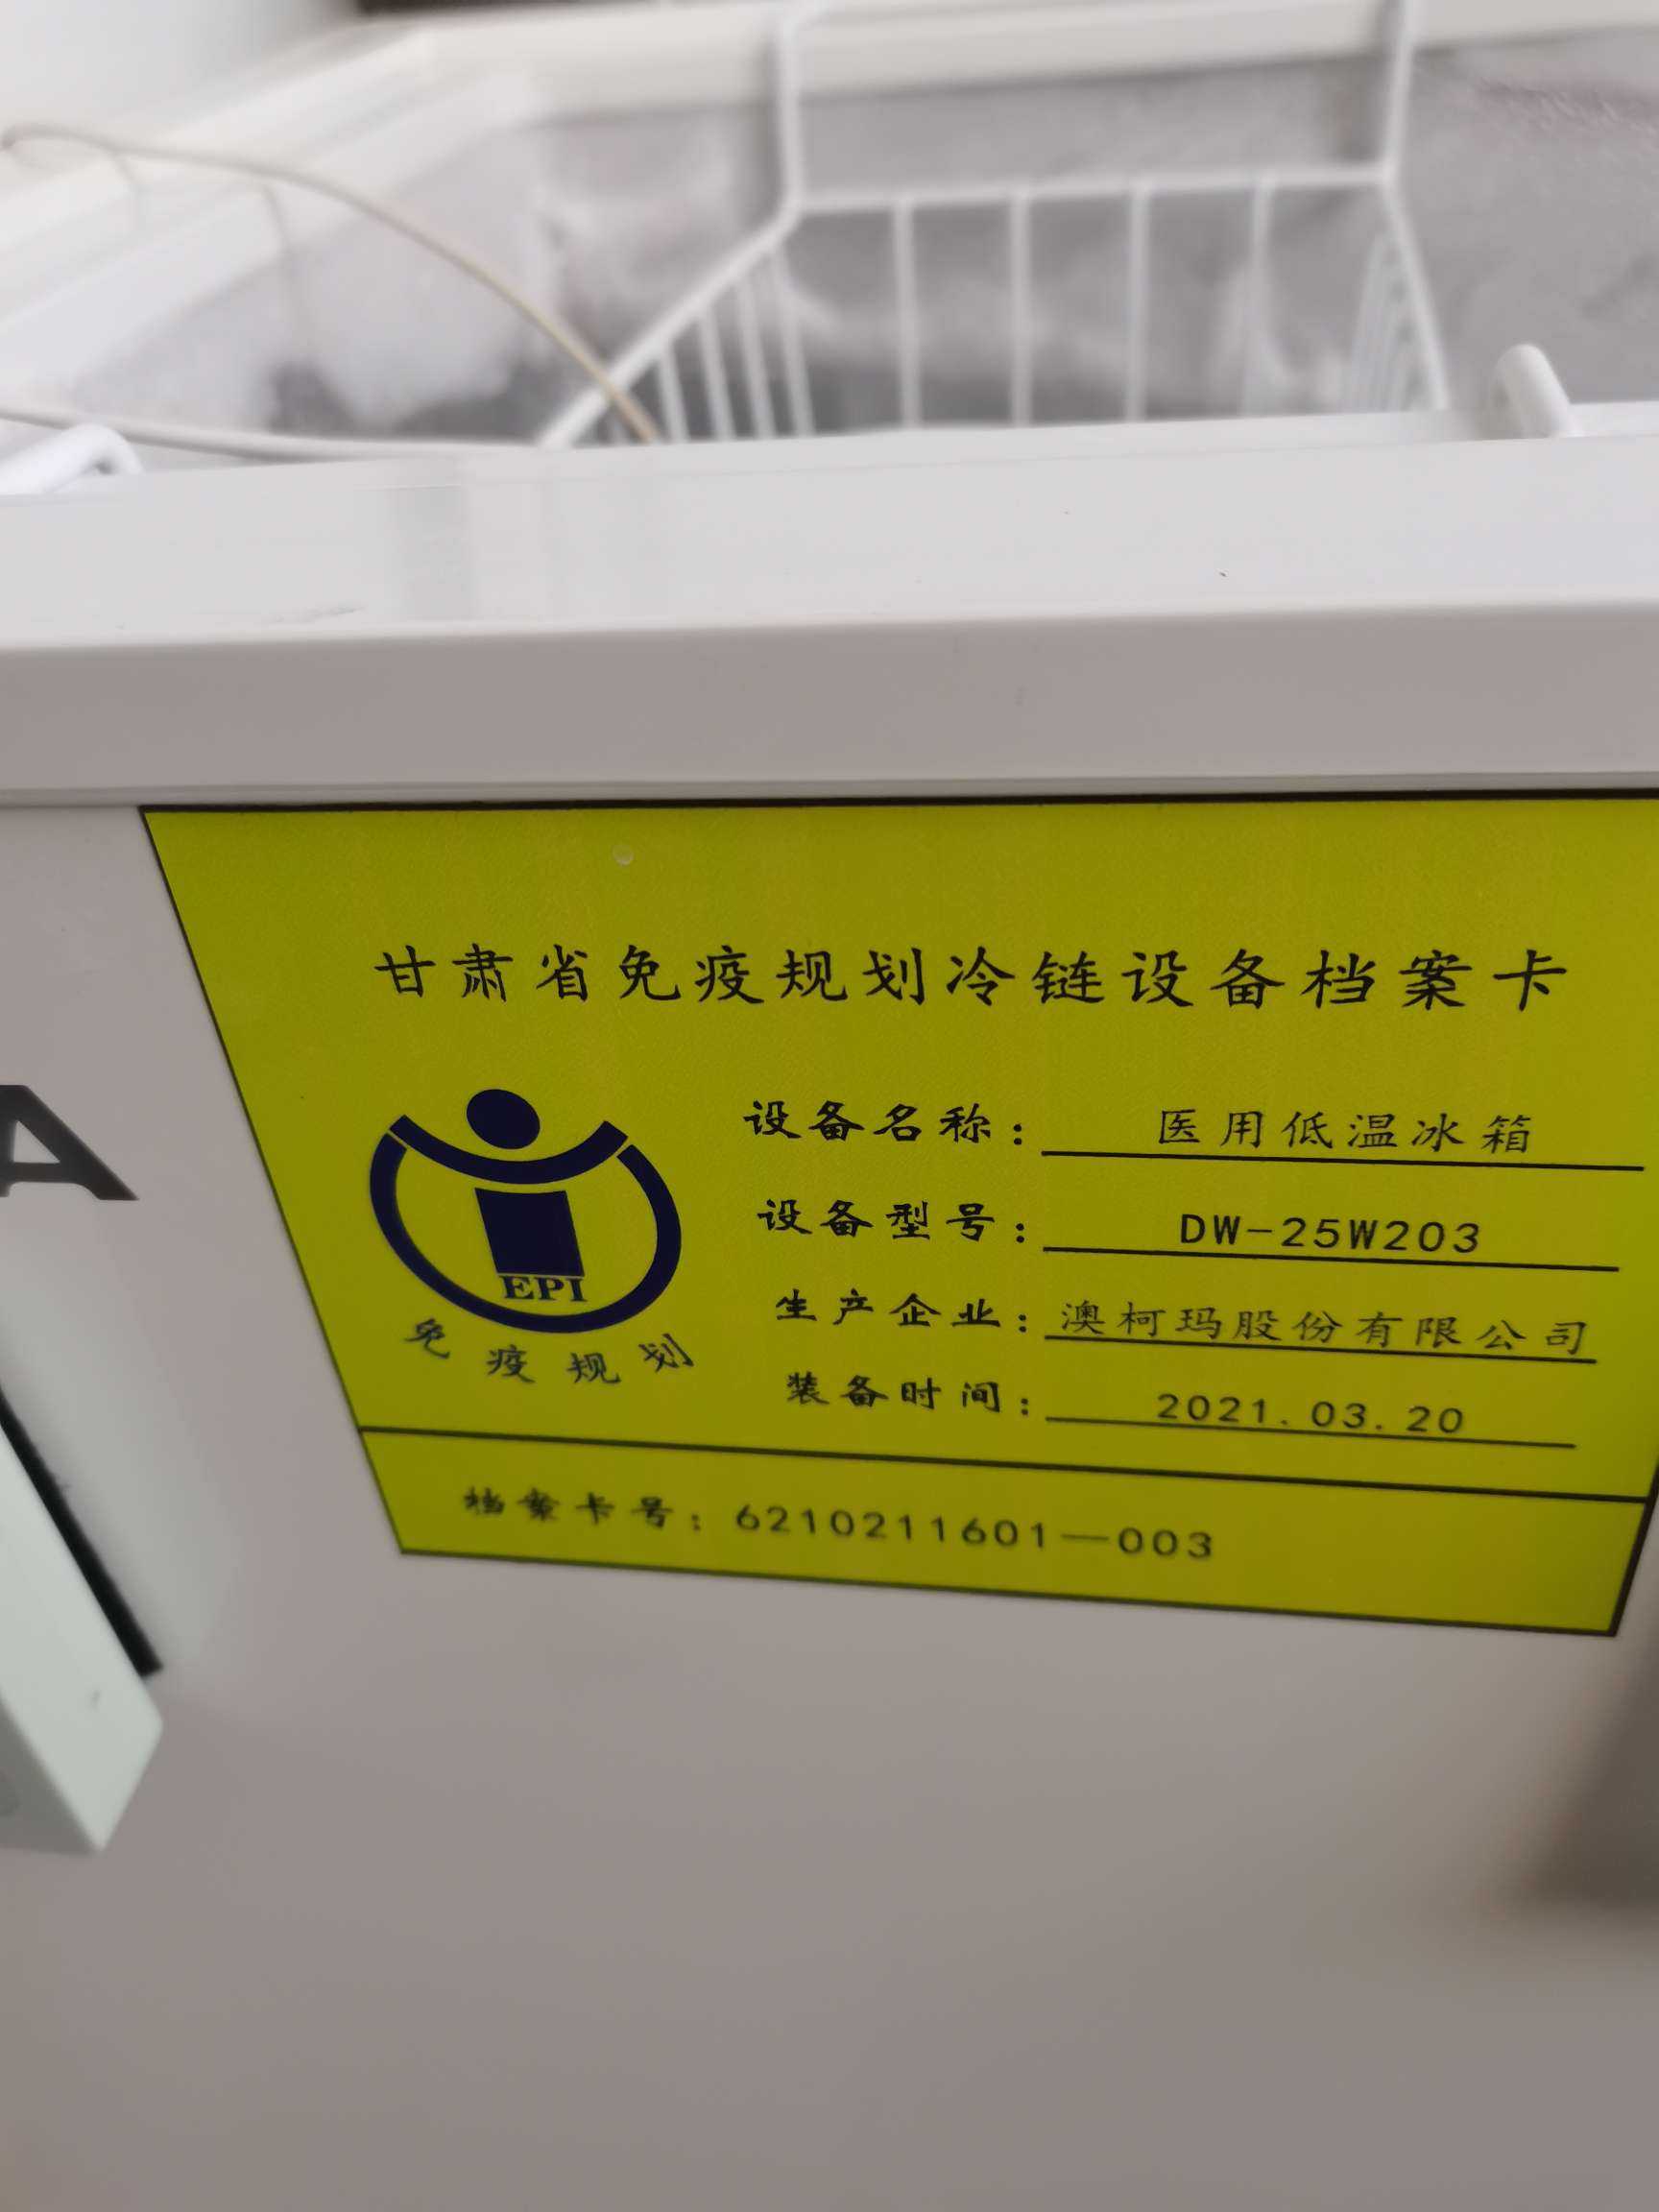 甘肃省免疫规划冷链设备档案卡
设备名称：医用低温冰箱
设备型号：DW-25W203
生产企业：澳柯玛股份有限公司
装备时间：2021.03.20
EPI
免疫规划
档案卡号：6210211601—003
A